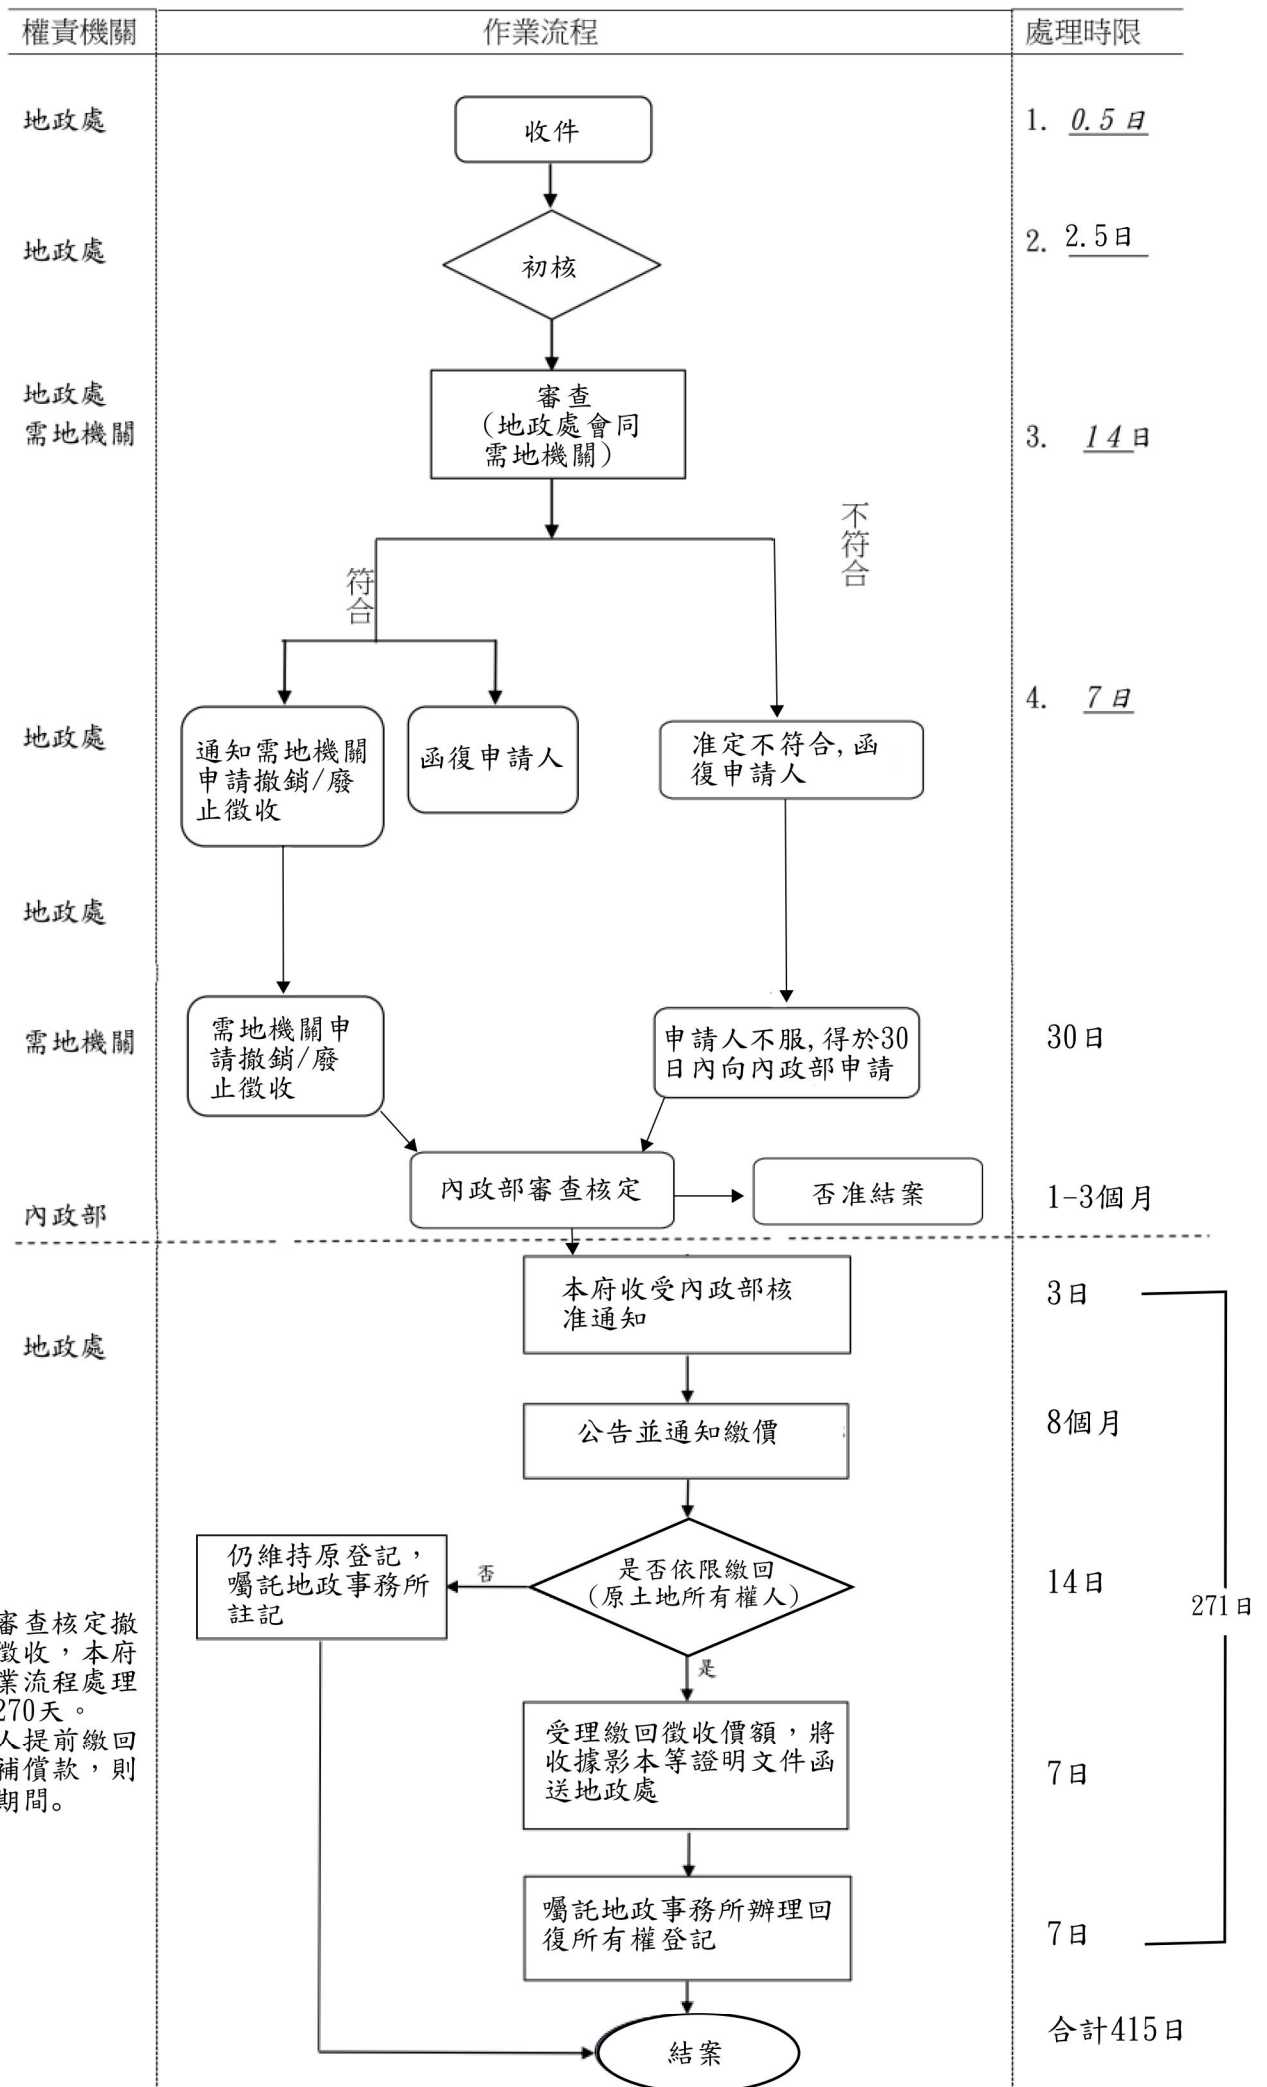 權責機關
作業流程
處理時限
地政處
收件
1. 0.5日
地政處
初核
2. 2.5日
地政處
需地機關
審查
(地政處會同
需地機關)
3. 14日
符合
不符合
4. 7日
地政處
通知需地機關
申請撤銷/廢
止徵收
函復申請人
准定不符合,函
復申請人
地政處
需地機關
需地機關申
請撤銷/廢
止徵收
申請人不服,得於30
日內向內政部申請
30日
內政部
內政部審查核定
否准結案
1-3個月
地政處
本府收受內政部核
准通知
3日
公告並通知繳價
8個月
是否依限繳回
(原土地所有權人)
否
仍維持原登記，
囑託地政事務所
註記
14日
271日
審查核定撤
徵收，本府
業流程處理
270天。
人提前繳回
補償款，則
期間。
是
受理繳回徵收價額，將
收據影本等證明文件函
送地政處
7日
囑託地政事務所辦理回
復所有權登記
7日
結案
合計415日